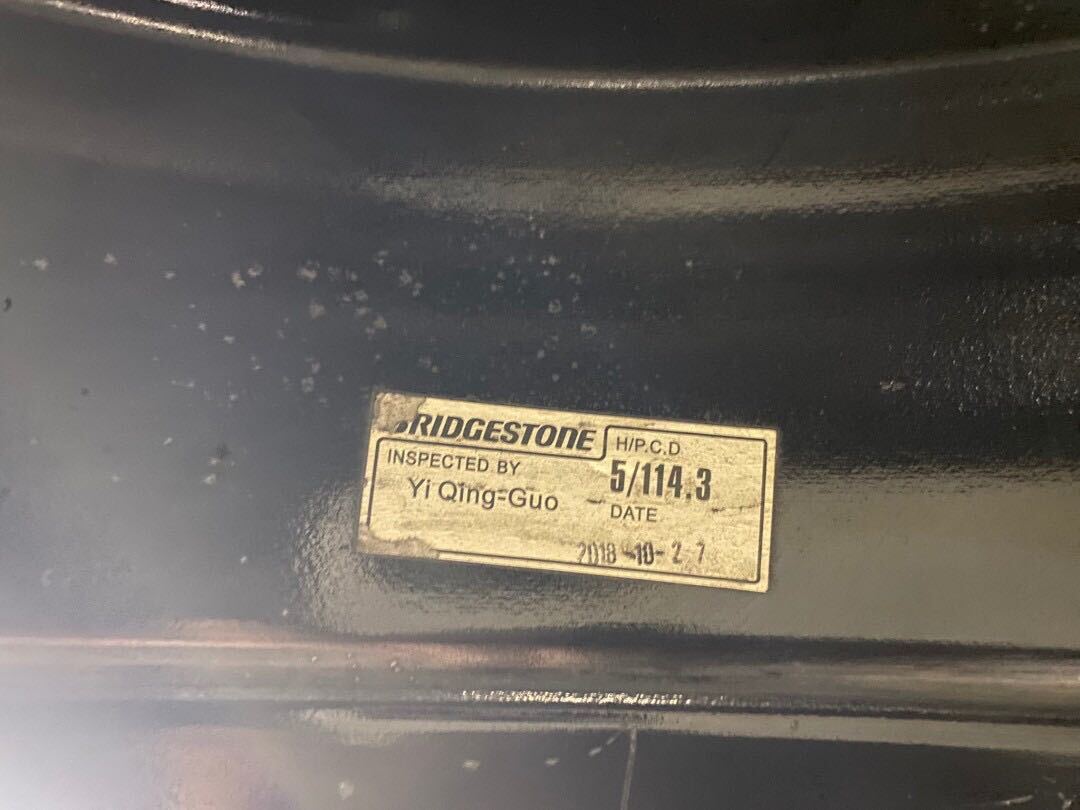 BRIDGESTONE
INSPECTED BY
Yi Qing-Guo
H/P.C.D
5/114.3
DATE
2018-10-27